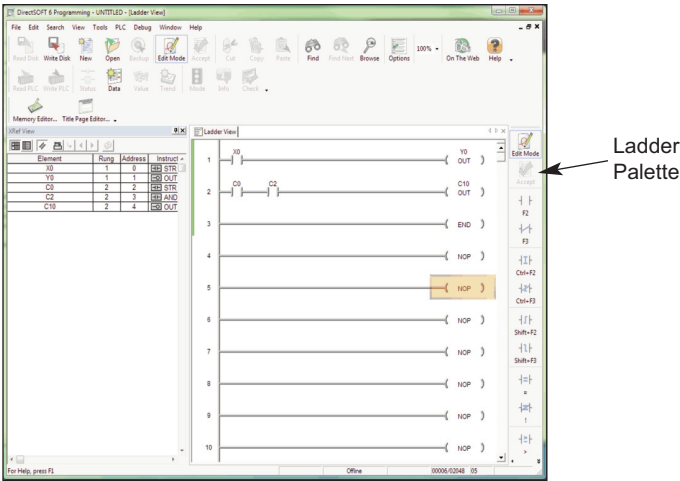 DirectSOFT 6 Programming - UNTITLED - [Ladder View]
File Edit Search View Tools PLC Debug Window Help
Read Disk Write Disk New Open Backup Edit Mode Accept Cut Copy Paste Find Find Next Browse Options 100% On The Web Help
Read PLC Write PLC Status Data Value Trend Mode Info Check
Memory Editor... Title Page Editor...
XRef View
Element Rung Address Instruct
X0 1 0 STR
Y0 1 1 OUT
C0 2 2 STR
C2 2 3 AND
C10 2 4 OUT
Ladder View
1 X0 Y0
OUT
2 C0 C2 C10
OUT
3 END
4 NOP
5 NOP
6 NOP
7 NOP
8 NOP
9 NOP
10 NOP
Edit Mode
Accept
F2
F3
Ctrl+F2
Ctrl+F3
Shift+F2
Shift+F3
=
!
>
Ladder
Palette
For Help, press F1
Offline
00006/02048 05